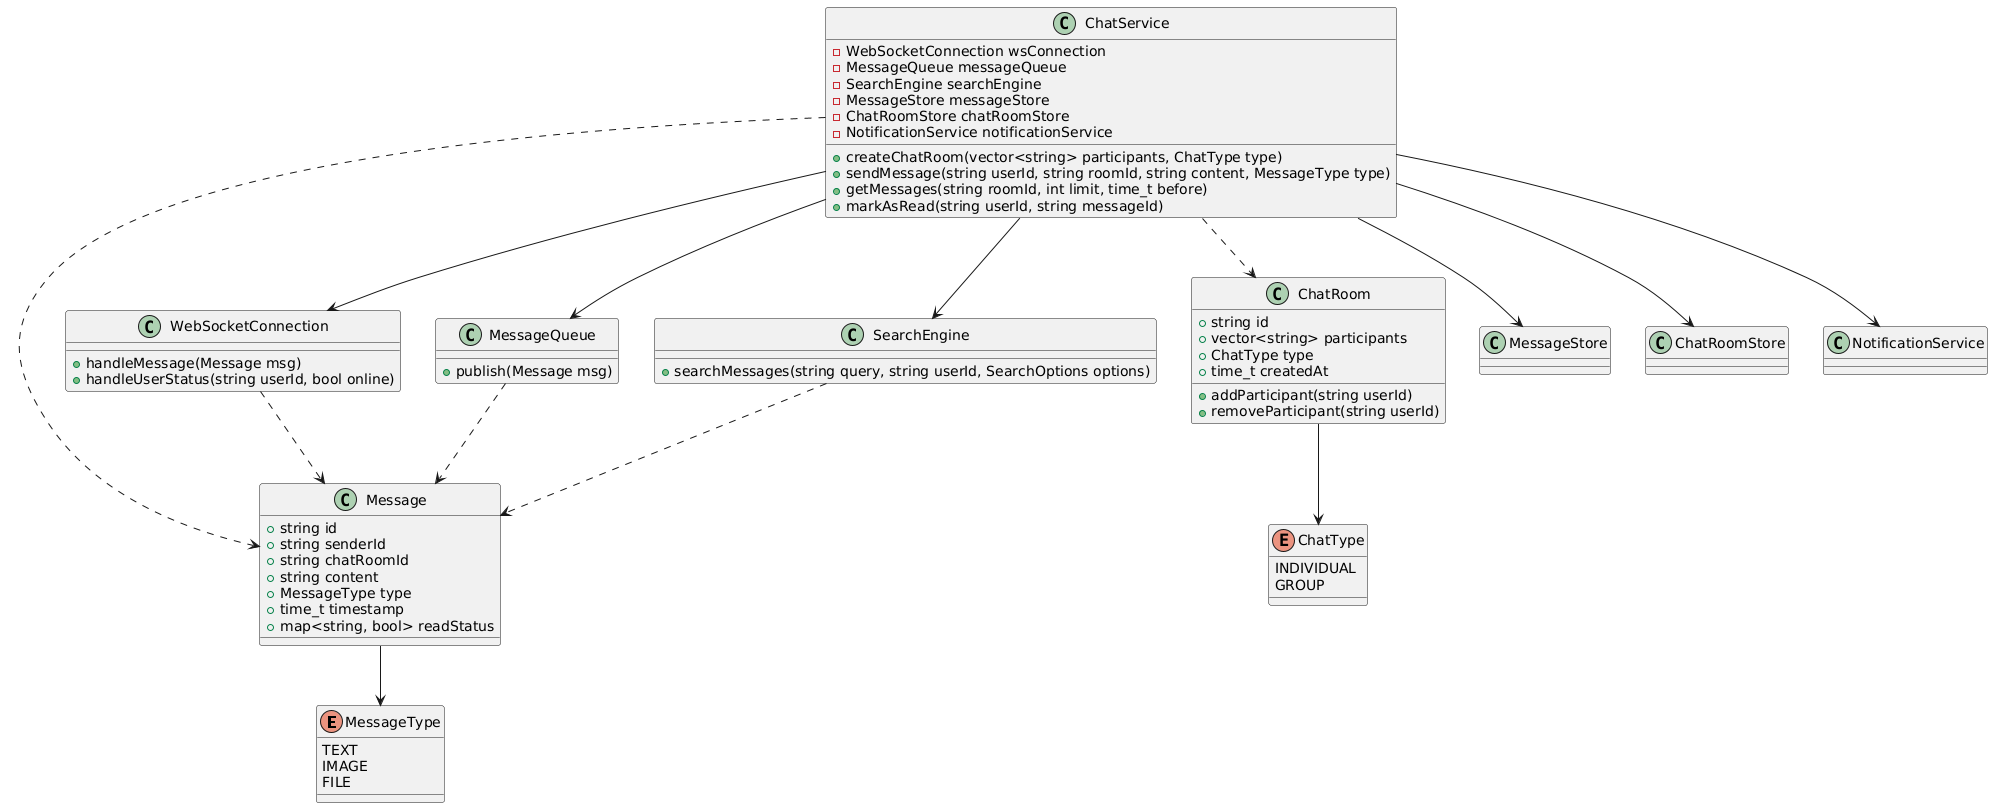 C ChatService
WebSocketConnection wsConnection
MessageQueue messageQueue
SearchEngine searchEngine
MessageStore messageStore
ChatRoomStore chatRoomStore
NotificationService notificationService
createChatRoom(vector<string> participants, ChatType type)
sendMessage(string userId, string roomId, string content, MessageType type)
getMessages(string roomId, int limit, time_t before)
markAsRead(string userId, string messageId)
C WebSocketConnection
handleMessage(Message msg)
handleUserStatus(string userId, bool online)
C MessageQueue
publish(Message msg)
C SearchEngine
searchMessages(string query, string userId, SearchOptions options)
C ChatRoom
string id
vector<string> participants
ChatType type
time_t createdAt
addParticipant(string userId)
removeParticipant(string userId)
C MessageStore
C ChatRoomStore
C NotificationService
C Message
string id
string senderId
string chatRoomId
string content
MessageType type
time_t timestamp
map<string, bool> readStatus
E ChatType
INDIVIDUAL
GROUP
E MessageType
TEXT
IMAGE
FILE